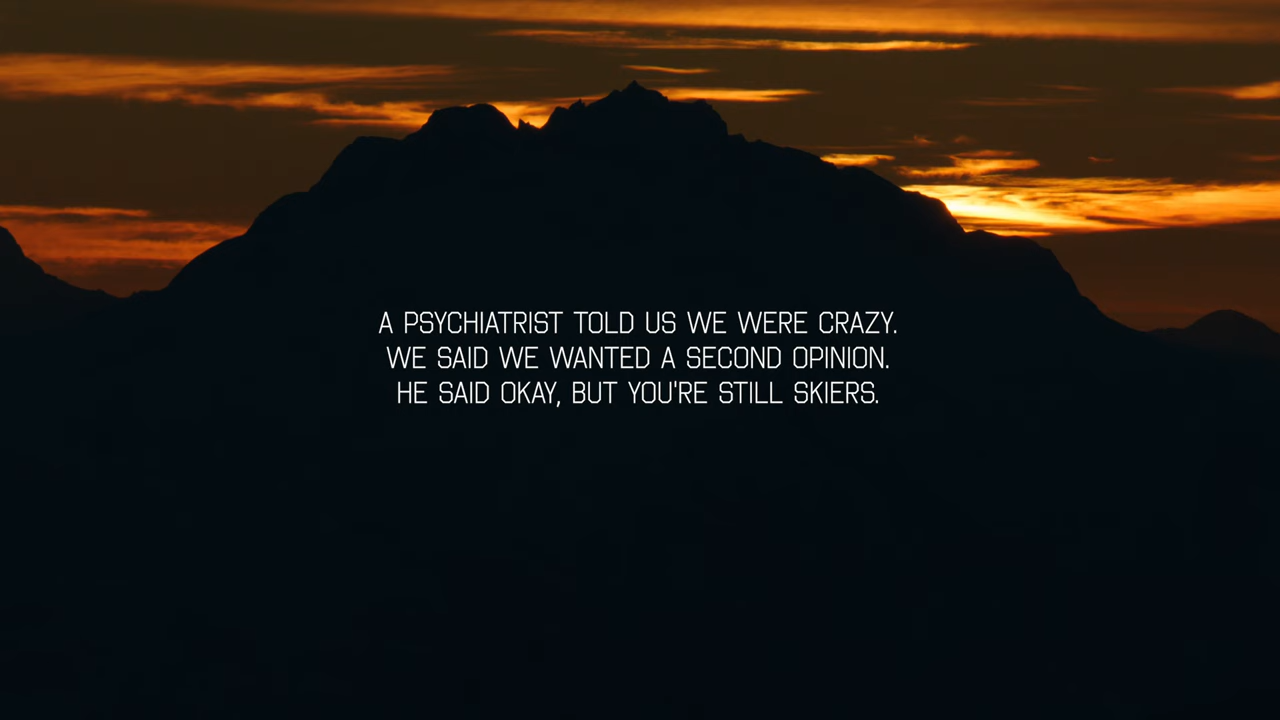 A PSYCHIATRIST TOLD US WE WERE CRAZY.
WE SAID WE WANTED A SECOND OPINION.
HE SAID OKAY, BUT YOU'RE STILL SKIERS.